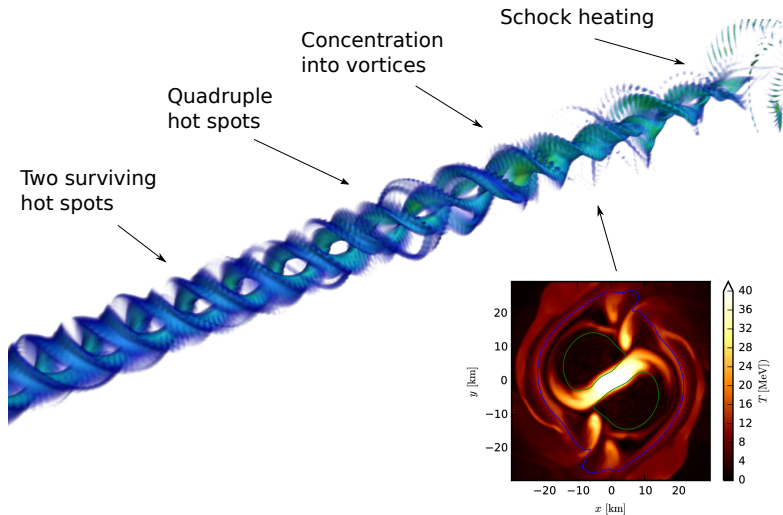 Schock heating
Concentration
into vortices
Quadruple
hot spots
Two surviving
hot spots
y [km]
20
10
0
−10
−20
−20 −10 0 10 20
x [km]
40
36
32
28
24
20
16
12
8
4
0
T [MeV])